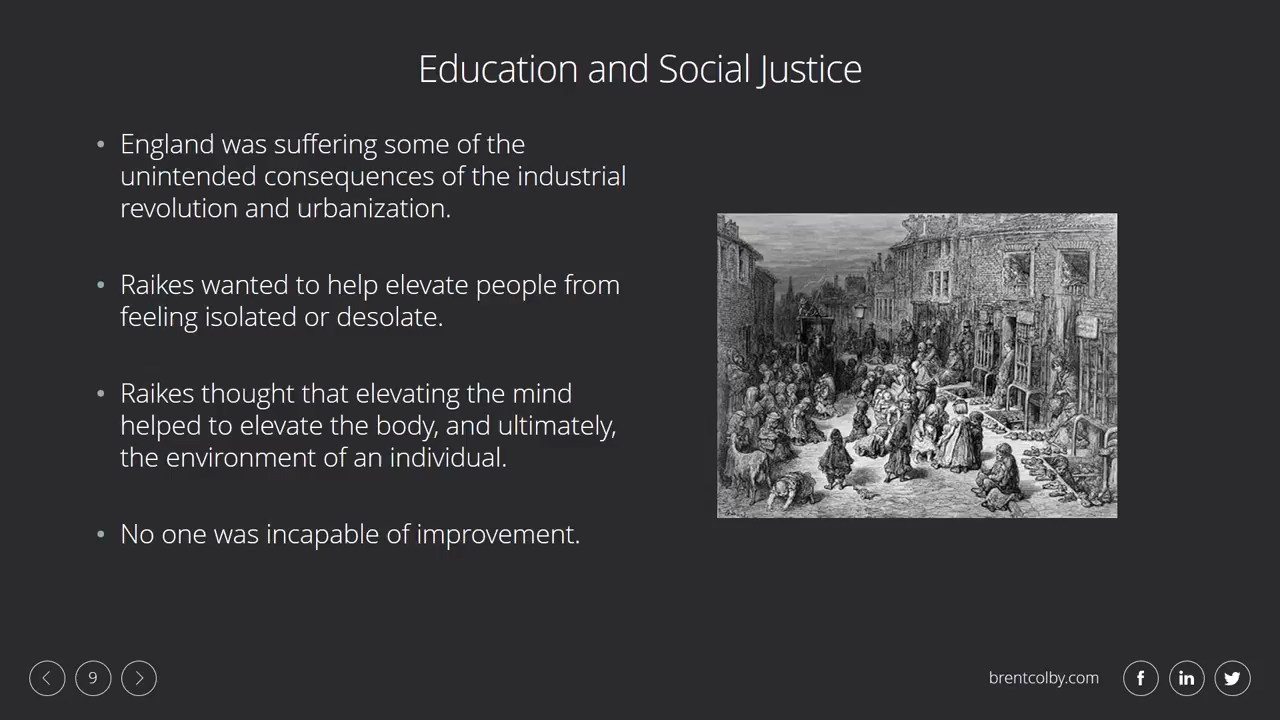 Education and Social Justice
• England was suffering some of the
unintended consequences of the industrial
revolution and urbanization.
• Raikes wanted to help elevate people from
feeling isolated or desolate.
• Raikes thought that elevating the mind
helped to elevate the body, and ultimately,
the environment of an individual.
• No one was incapable of improvement.
9
brentcolby.com